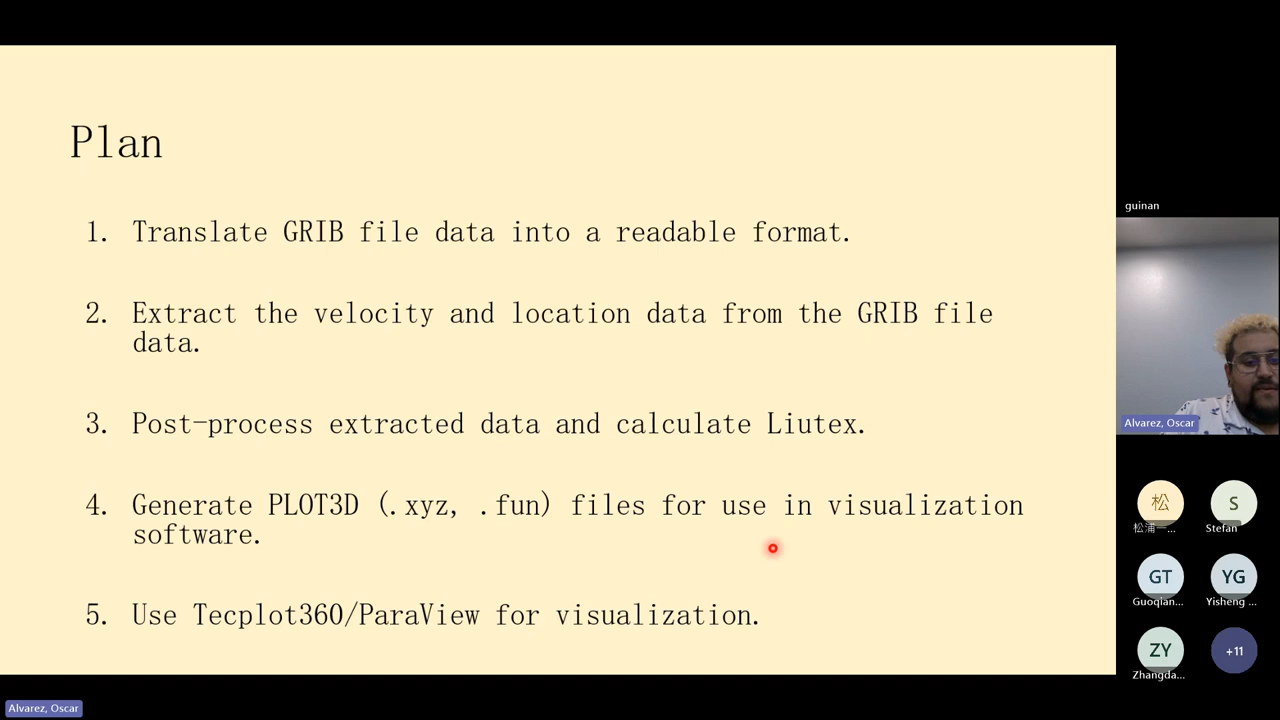 Plan
1. Translate GRIB file data into a readable format.
2. Extract the velocity and location data from the GRIB file
data.
3. Post-process extracted data and calculate Liutex.
4. Generate PLOT3D (.xyz, .fun) files for use in visualization
software.
5. Use Tecplot360/ParaView for visualization.
guinan
Alvarez, Oscar
松
松浦一...
S
Stefan
GT
Guoqian...
YG
Yisheng ...
ZY
Zhangda...
+11
Alvarez, Oscar